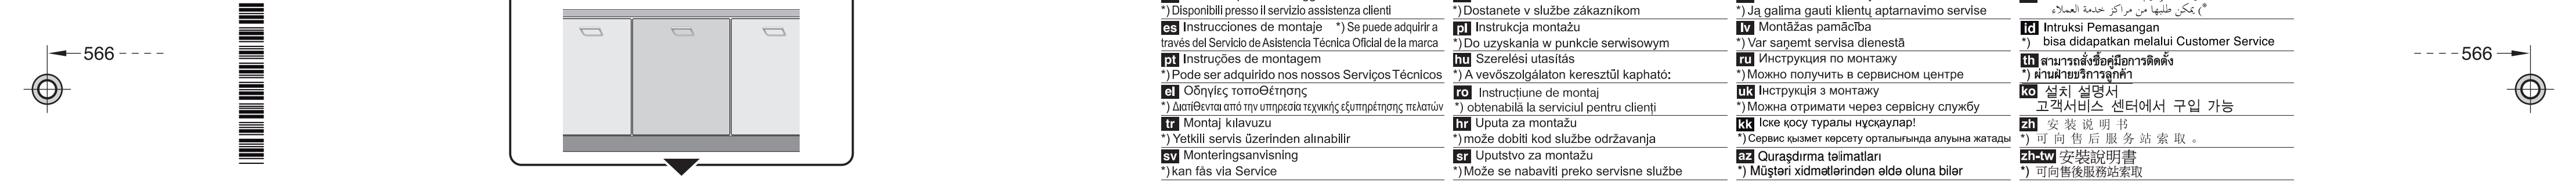 566
*) Disponibili presso il servizio assistenza clienti
es Instrucciones de montaje *) Se puede adquirir a
través del Servicio de Asistencia Técnica Oficial de la marca
pt Instruções de montagem
*) Pode ser adquirido nos nossos Serviços Técnicos
el Οδηγίες τοποθέτησης
*) Διατίθενται από την υπηρεσία τεχνικής εξυπηρέτησης πελατών
tr Montaj kılavuzu
*) Yetkili servis üzerinden alınabilir
sv Monteringsanvisning
*) kan fås via Service
*) Dostanete v službe zákazníkom
pl Instrukcja montażu
*) Do uzyskania w punkcie serwisowym
hu Szerelési utasítás
*) A vevöszolgálaton keresztül kapható:
ro Instrucțiune de montaj
*) obtenabilă la serviciul pentru clienți
hr Uputa za montažu
*) može dobiti kod službe održavanja
sr Uputstvo za montažu
*) Može se nabaviti preko servisne službe
*) Ją galima gauti klientų aptarnavimo servise
lv Montāžas pamācība
*) Var saņemt servisa dienestā
ru Инструкция по монтажу
*) Можно получить в сервисном центре
uk Інструкція з монтажу
*) Можна отримати через сервісну службу
kk Іске қосу туралы нұсқаулар!
*) Сервис қызмет көрсету орталығында алуына жатады
az Quraşdırma təlimatları
*) Müştəri xidmətlərindən əldə oluna bilər
*) يمكن طلبها من مراكز خدمة العملاء
id Intruksi Pemasangan
*) bisa didapatkan melalui Customer Service
th สามารถสั่งซื้อคู่มือการติดตั้ง
*) ผ่านฝ่ายบริการลูกค้า
ko 설치 설명서
고객서비스 센터에서 구입 가능
zh 安装说明书
*) 可向售后服务站索取。
zh-tw 安裝說明書
*) 可向售後服務站索取
566